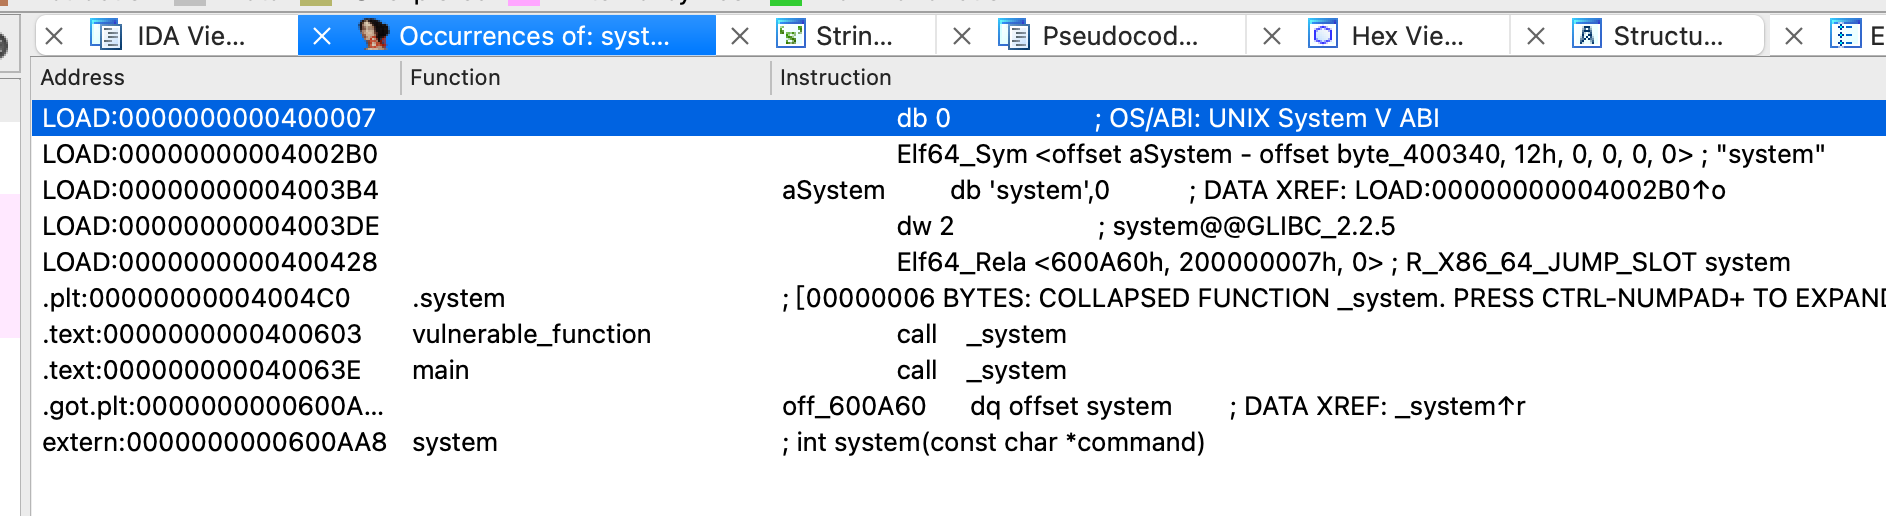 IDA Vie... Occurrences of: syst... Strin... Pseudocod... Hex Vie... Structu... E
Address Function Instruction
LOAD:0000000000400007 db 0 ; OS/ABI: UNIX System V ABI
LOAD:00000000004002B0 Elf64_Sym <offset aSystem - offset byte_400340, 12h, 0, 0, 0, 0> ; "system"
LOAD:00000000004003B4 aSystem db 'system',0 ; DATA XREF: LOAD:00000000004002B0↑o
LOAD:00000000004003DE dw 2 ; system@@GLIBC_2.2.5
LOAD:0000000000400428 Elf64_Rela <600A60h, 200000007h, 0> ; R_X86_64_JUMP_SLOT system
.plt:00000000004004C0 .system ; [00000006 BYTES: COLLAPSED FUNCTION _system. PRESS CTRL-NUMPAD+ TO EXPAND
.text:0000000000400603 vulnerable_function call _system
.text:000000000040063E main call _system
.got.plt:0000000000600A... off_600A60 dq offset system ; DATA XREF: _system↑r
extern:0000000000600AA8 system ; int system(const char *command)